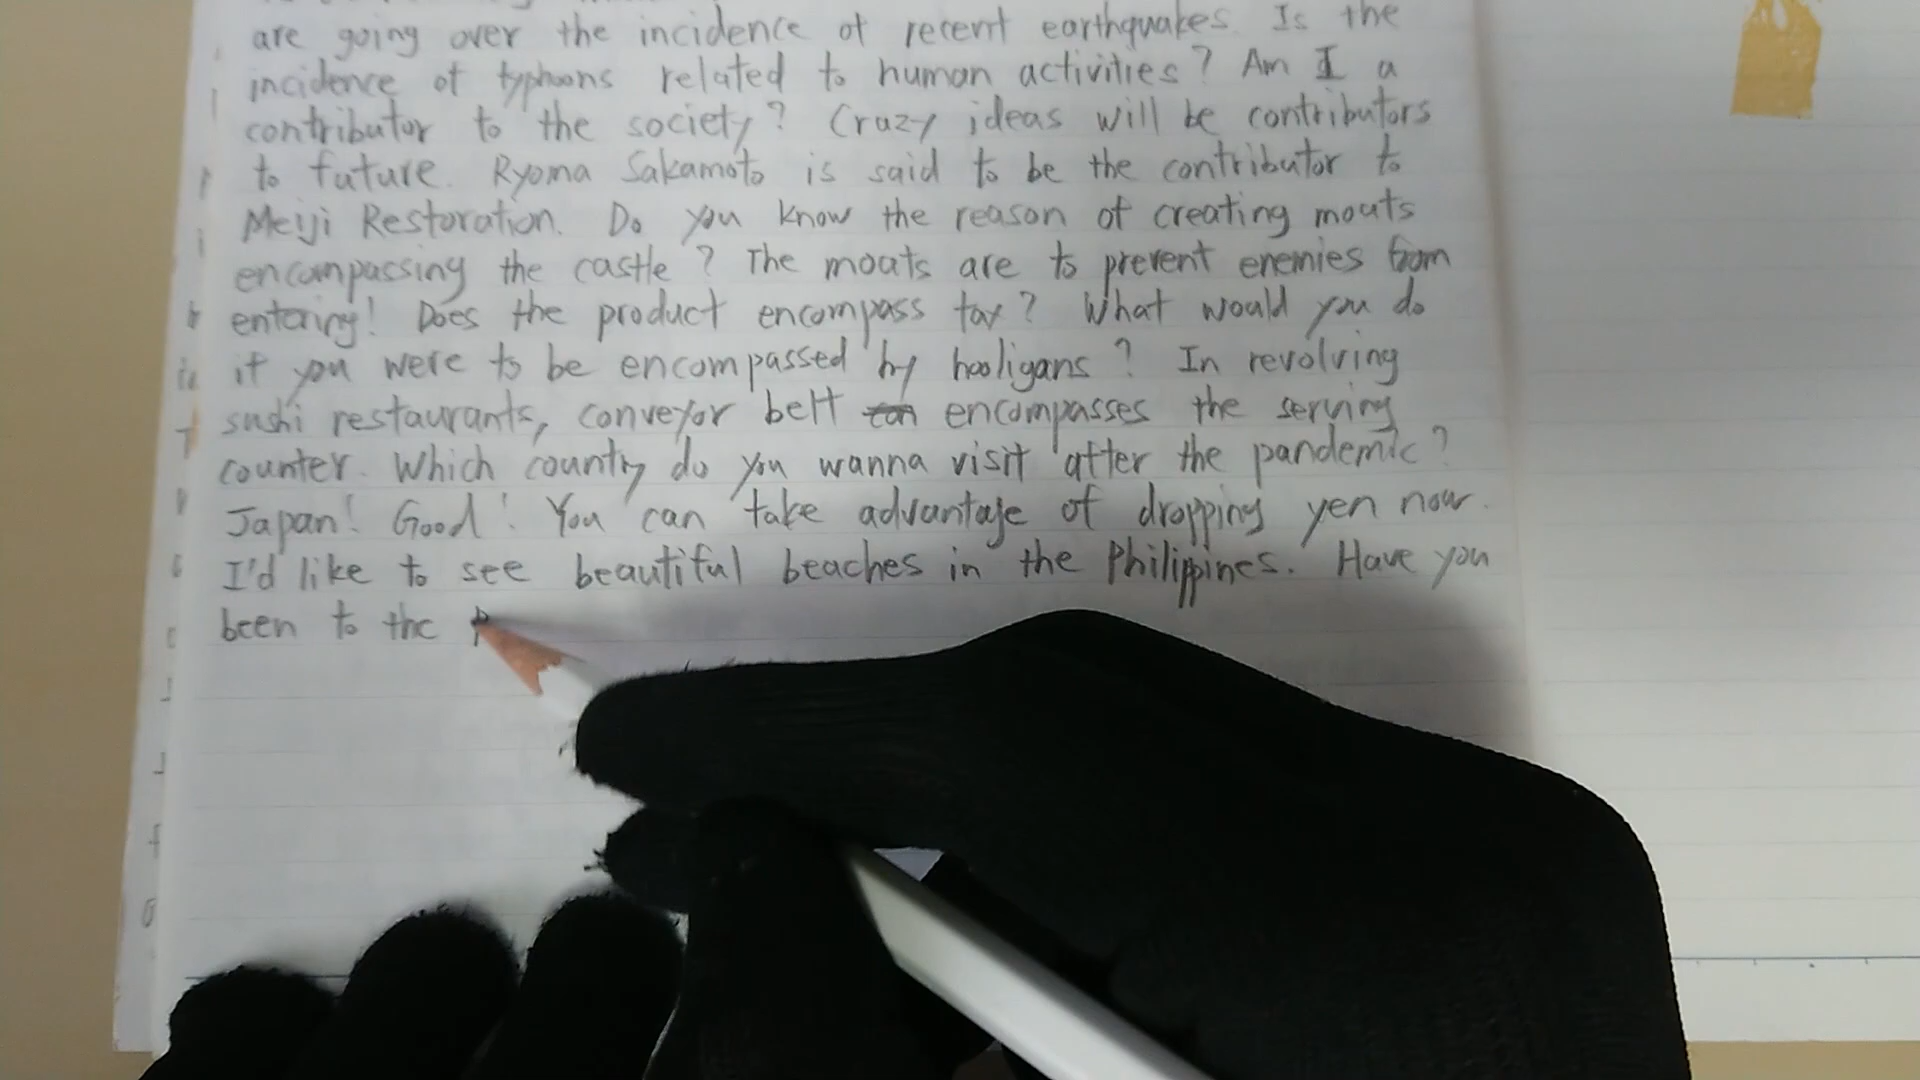 are going over the incidence of recent earthquakes. Is the
incidence of typhoons related to human activities? Am I a
contributor to the society? Crazy ideas will be contributors
to future. Ryoma Sakamoto is said to be the contributor to
Meiji Restoration. Do you know the reason of creating moats
encompassing the castle? The moats are to prevent enemies from
entering! Does the product encompass tax? What would you do
if you were to be encompassed by hooligans? In revolving
sushi restaurants, conveyor belt encompasses the serving
counter. Which country do you wanna visit after the pandemic?
Japan! Good! You can take advantage of dropping yen now.
I'd like to see beautiful beaches in the Philippines. Have you
been to the P